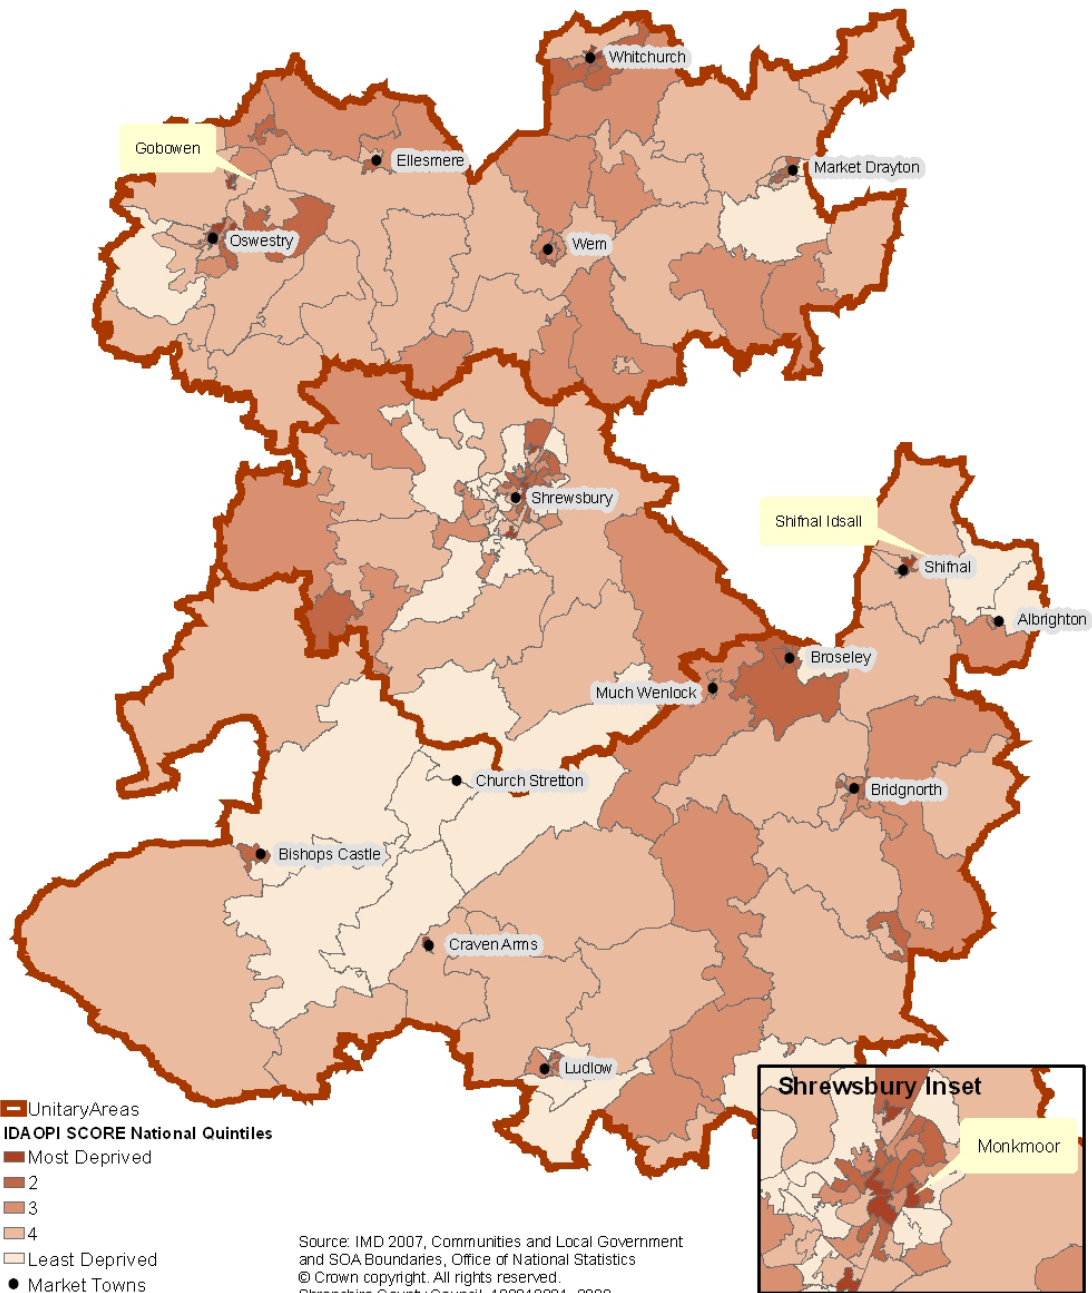 Whitchurch
Gobowen
Ellesmere
Market Drayton
Oswestry
Wem
Shrewsbury
Shifnal Idsall
Shifnal
Albrighton
Broseley
Much Wenlock
Church Stretton
Bridgnorth
Bishops Castle
Craven Arms
Ludlow
Shrewsbury Inset
Monkmoor
UnitaryAreas
IDAOPI SCORE National Quintiles
Most Deprived
2
3
4
Least Deprived
Market Towns
Source: IMD 2007, Communities and Local Government
and SOA Boundaries, Office of National Statistics
© Crown copyright. All rights reserved.
Shropshire County Council